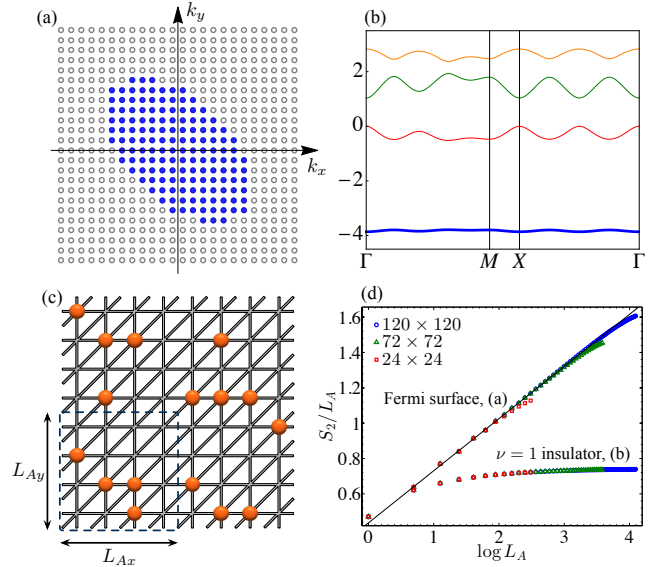 (a)
k_y
k_x
(b)
2
0
−2
−4
Γ
M
X
Γ
(c)
L_{Ay}
L_{Ax}
(d)
1.6
1.4
1.2
1.0
0.8
0.6
S_2/L_A
120 × 120
72 × 72
24 × 24
Fermi surface, (a)
ν = 1 insulator, (b)
0
1
2
3
4
log L_A